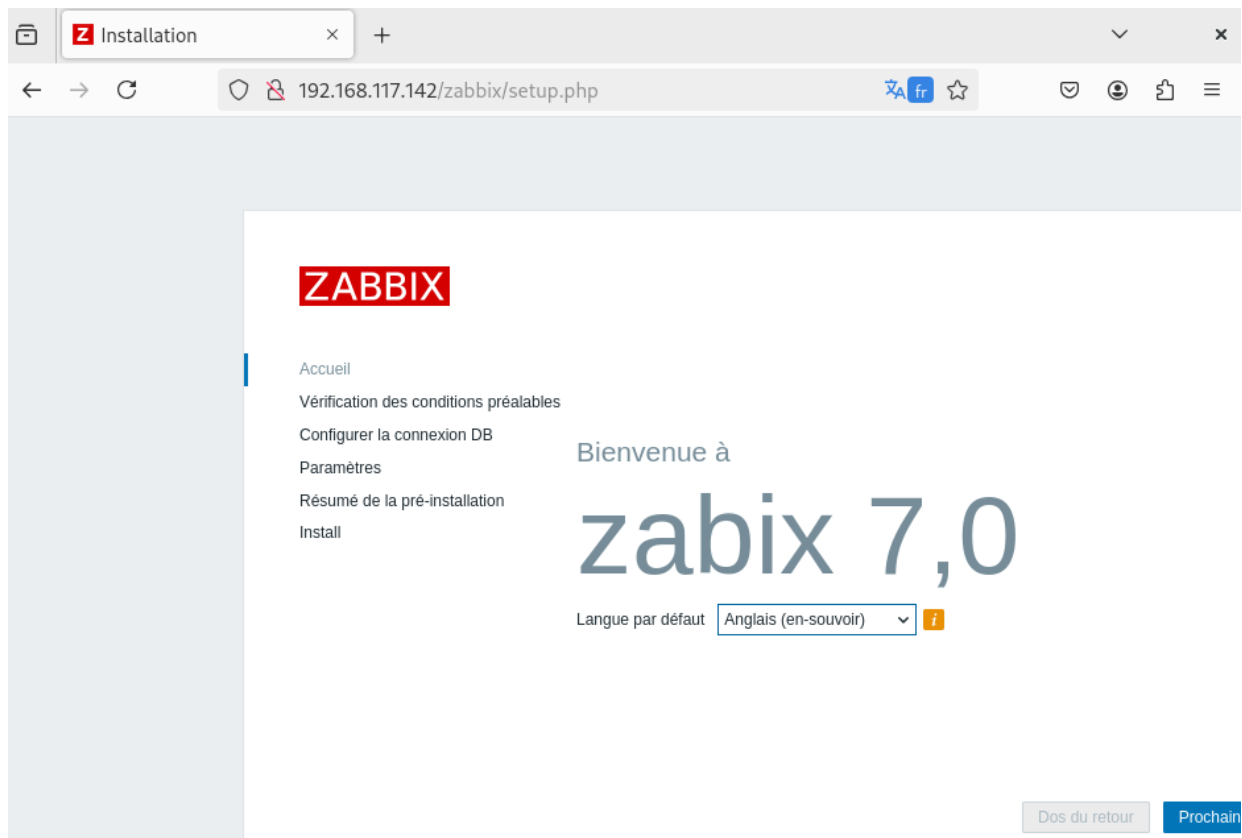 Z Installation
192.168.117.142/zabbix/setup.php
fr
ZABBIX
Accueil
Vérification des conditions préalables
Configurer la connexion DB
Paramètres
Résumé de la pré-installation
Install
Bienvenue à
zabix 7,0
Langue par défaut Anglais (en-souvoir) i
Dos du retour Prochain